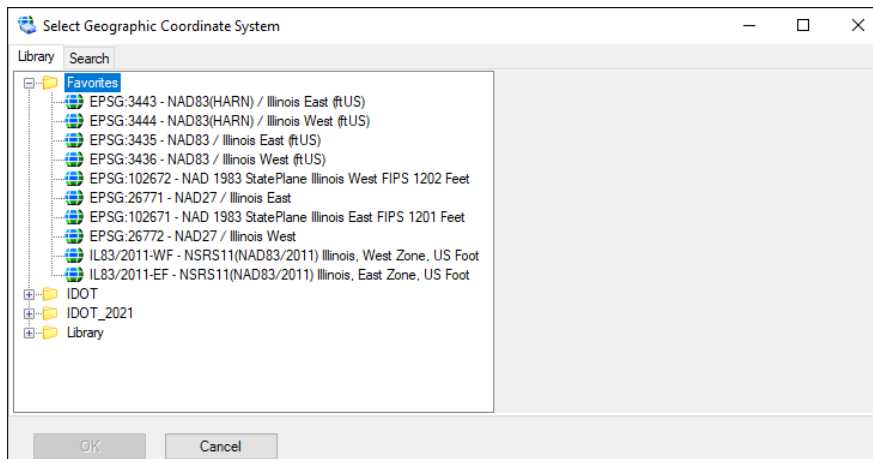 Select Geographic Coordinate System
Library Search
Favorites
EPSG:3443 - NAD83(HARN) / Illinois East (ftUS)
EPSG:3444 - NAD83(HARN) / Illinois West (ftUS)
EPSG:3435 - NAD83 / Illinois East (ftUS)
EPSG:3436 - NAD83 / Illinois West (ftUS)
EPSG:102672 - NAD 1983 StatePlane Illinois West FIPS 1202 Feet
EPSG:26771 - NAD27 / Illinois East
EPSG:102671 - NAD 1983 StatePlane Illinois East FIPS 1201 Feet
EPSG:26772 - NAD27 / Illinois West
IL83/2011-WF - NSRS11(NAD83/2011) Illinois, West Zone, US Foot
IL83/2011-EF - NSRS11(NAD83/2011) Illinois, East Zone, US Foot
IDOT
IDOT_2021
Library
OK Cancel